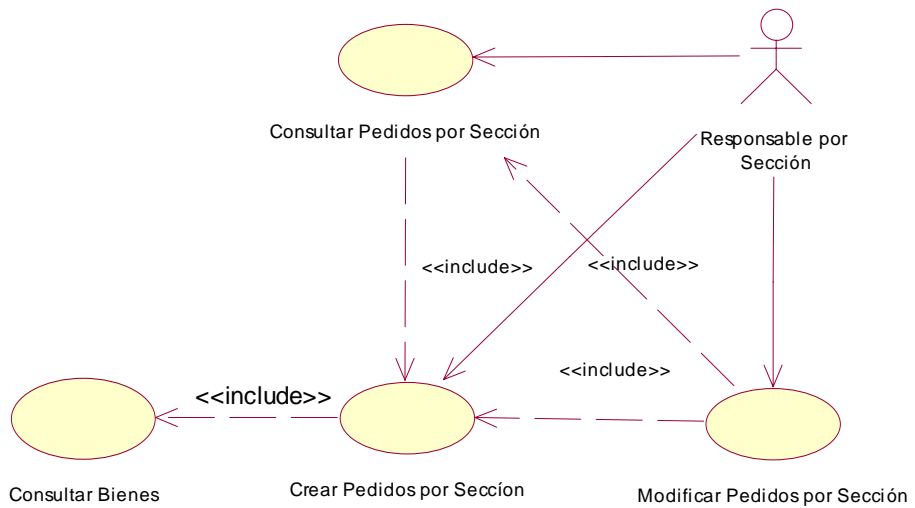 Consultar Pedidos por Sección
Responsable por
Sección
<<include>>
<<include>>
<<include>>
<<include>>
Consultar Bienes
Crear Pedidos por Seccíon
Modificar Pedidos por Sección